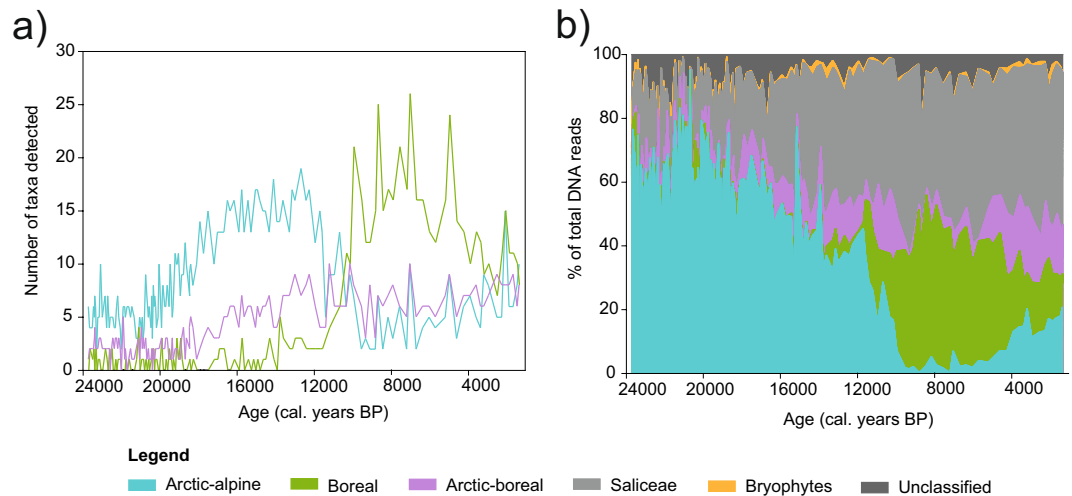 a)
30
25
20
15
10
5
0
Number of taxa detected
24000 20000 16000 12000 8000 4000
Age (cal. years BP)
b)
100
80
60
40
20
0
% of total DNA reads
24000 20000 16000 12000 8000 4000
Age (cal. years BP)
Legend
Arctic-alpine Boreal Arctic-boreal Saliceae Bryophytes Unclassified